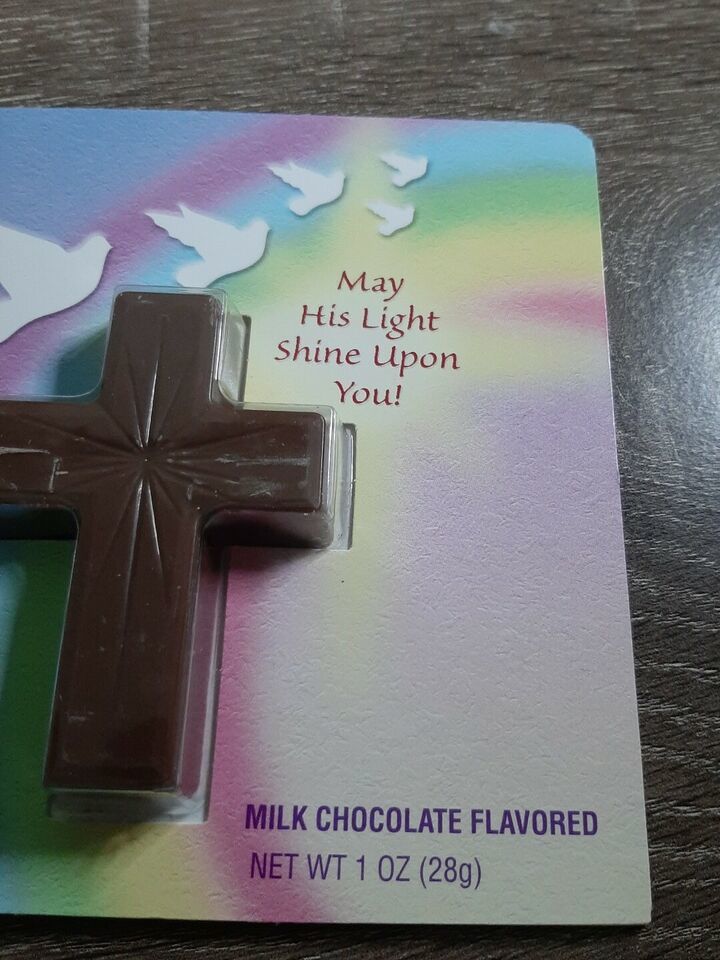 May
His Light
Shine Upon
You!
MILK CHOCOLATE FLAVORED
NET WT 1 OZ (28g)